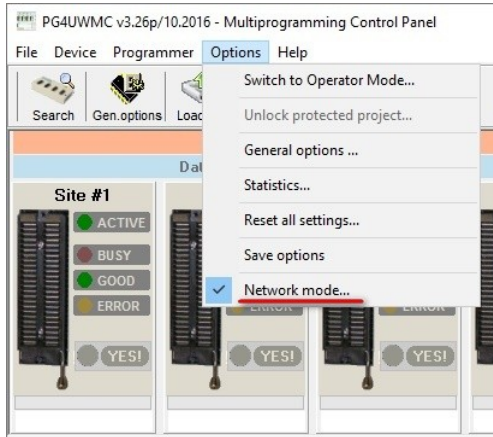 PG4UWMC v3.26p/10.2016 - Multiprogramming Control Panel
File Device Programmer Options Help
Search Gen.options
Switch to Operator Mode...
Unlock protected project...
General options ...
Statistics...
Reset all settings...
Save options
Network mode...
Site #1
ACTIVE
BUSY
GOOD
ERROR
YES! YES! YES!